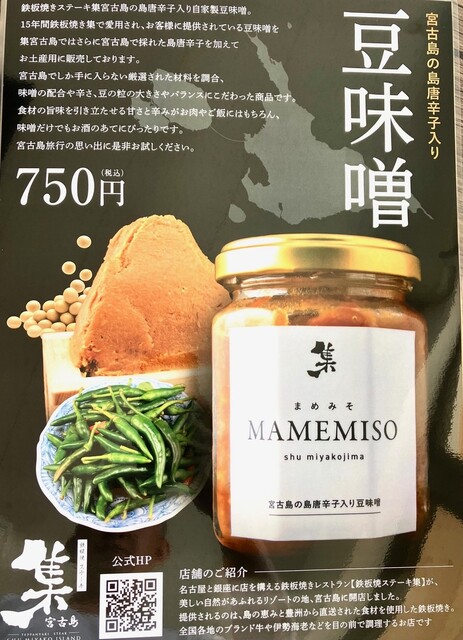 鉄板焼きステーキ集宮古島の島唐辛子入り自家製豆味噌。
15年間鉄板焼き集で愛用され、お客様に提供されている豆味噌を
集宮古島ではさらに宮古島で採れた島唐辛子を加えて
お土産用に販売しております。
宮古島でしか手に入らない厳選された材料を調合、
味噌の配合や辛さ、豆の粒の大きさやバランスにこだわった商品です。
食材の旨味を引き立たせる甘さと辛みがお肉やご飯にはもちろん、
味噌だけでもお酒のあてにぴったりです。
宮古島旅行の思い出に是非お試しください。
750円(税込)
宮古島の島唐辛子入り
豆味噌
集
まめみそ
MAMEMISO
shu miyakojima
宮古島の島唐辛子入り豆味噌
集
宮古島
TEPPANYAKI STEAK
SHU MIYAKO ISLAND
公式HP
店舗のご紹介
名古屋と銀座に店を構える鉄板焼きレストラン【鉄板焼ステーキ集】が、
美しい自然があふれるリゾートの地、宮古島に開店しました。
提供されるのは、島の恵みと豊洲から直送された食材を使用した鉄板焼き。
全国各地のブランド牛や伊勢海老などを目の前で調理するお店です